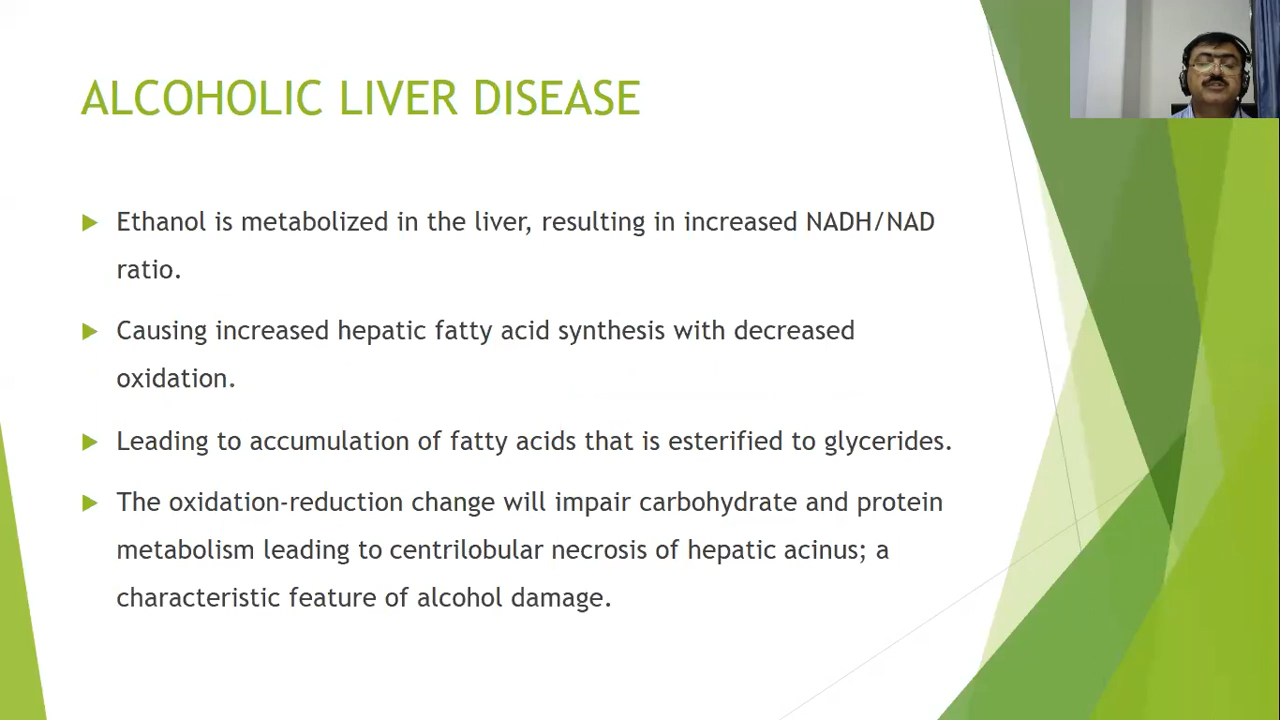 ALCOHOLIC LIVER DISEASE
Ethanol is metabolized in the liver, resulting in increased NADH/NAD
ratio.
Causing increased hepatic fatty acid synthesis with decreased
oxidation.
Leading to accumulation of fatty acids that is esterified to glycerides.
The oxidation-reduction change will impair carbohydrate and protein
metabolism leading to centrilobular necrosis of hepatic acinus; a
characteristic feature of alcohol damage.